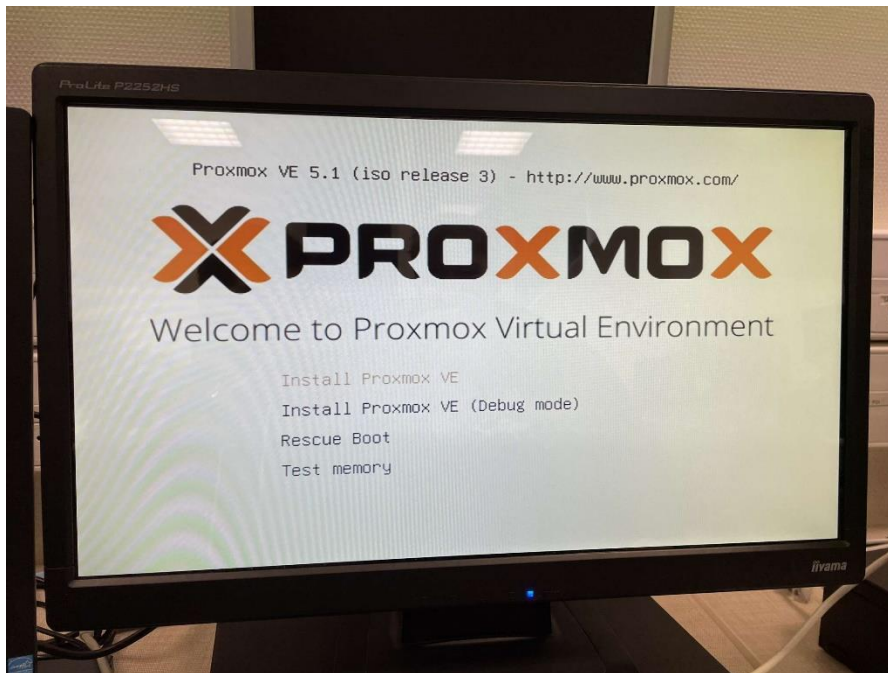 ProLite P2252HS
Proxmox VE 5.1 (iso release 3) - http://www.proxmox.com/
PROXMOX
Welcome to Proxmox Virtual Environment
Install Proxmox VE
Install Proxmox VE (Debug mode)
Rescue Boot
Test memory
iiyama